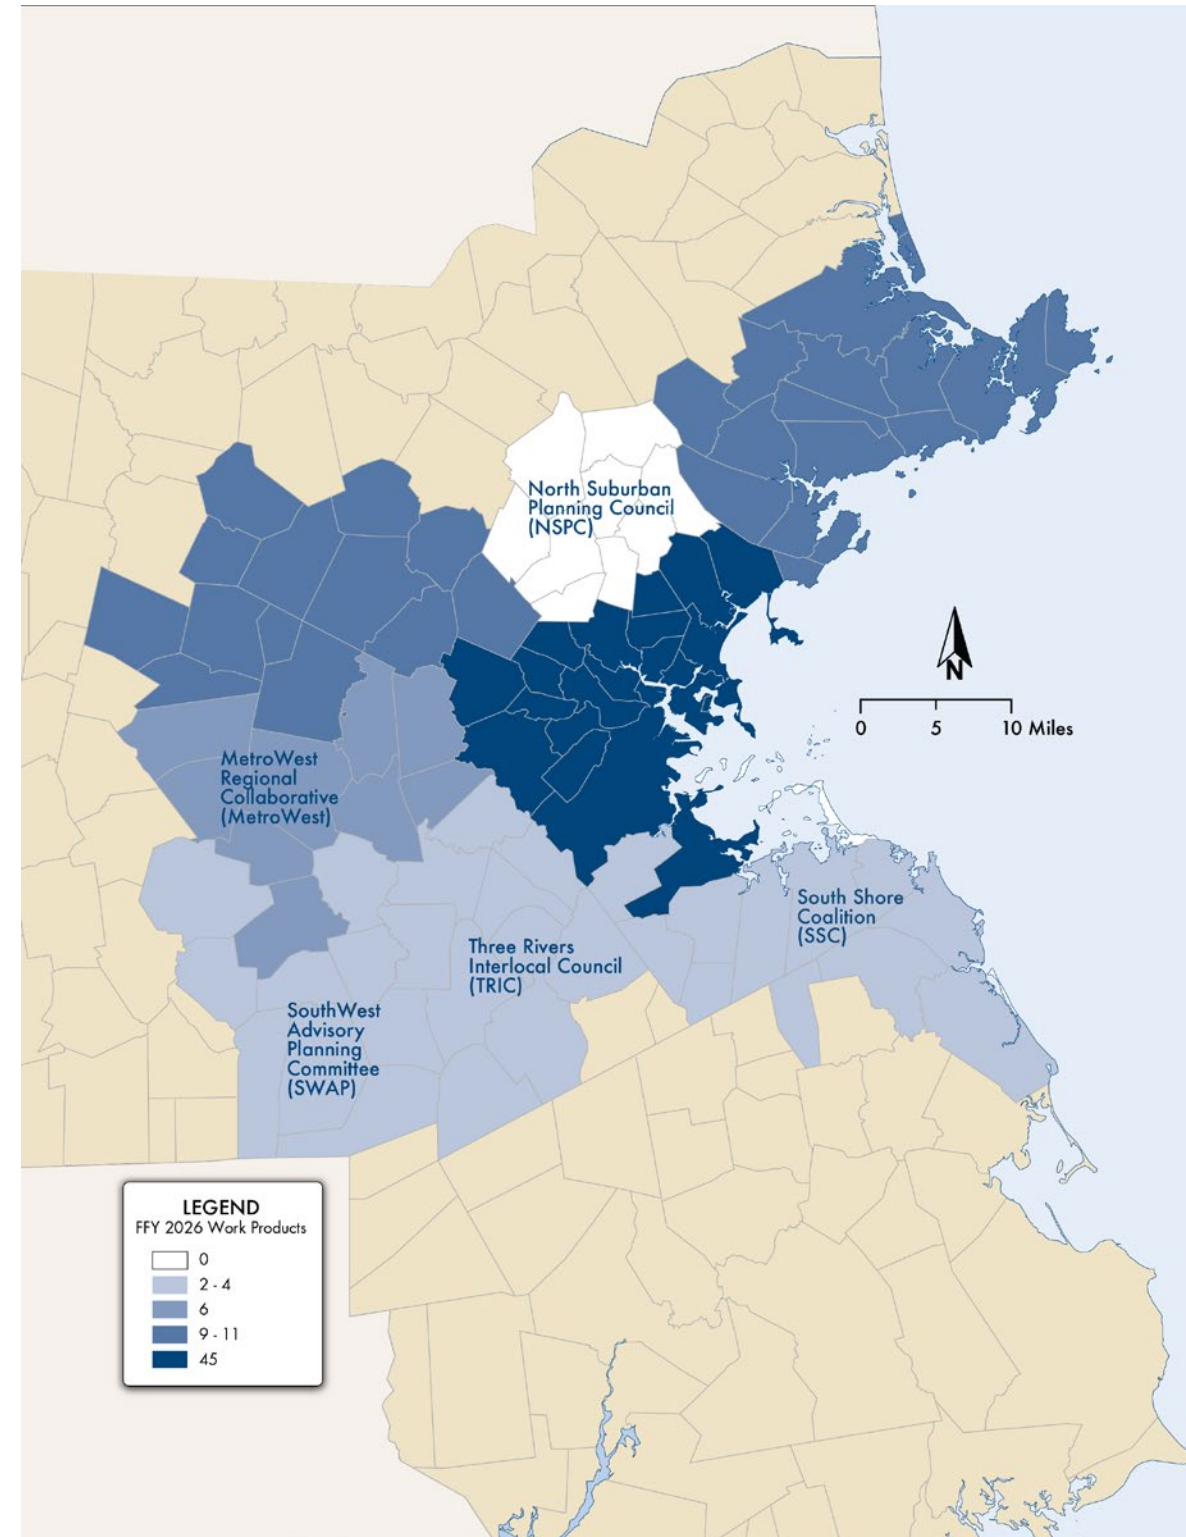 North Suburban
Planning Council
(NSPC)
N
0 5 10 Miles
MetroWest
Regional
Collaborative
(MetroWest)
South Shore
Coalition
(SSC)
Three Rivers
Interlocal Council
(TRIC)
SouthWest
Advisory
Planning
Committee
(SWAP)
LEGEND
FFY 2026 Work Products
0
2 - 4
6
9 - 11
45